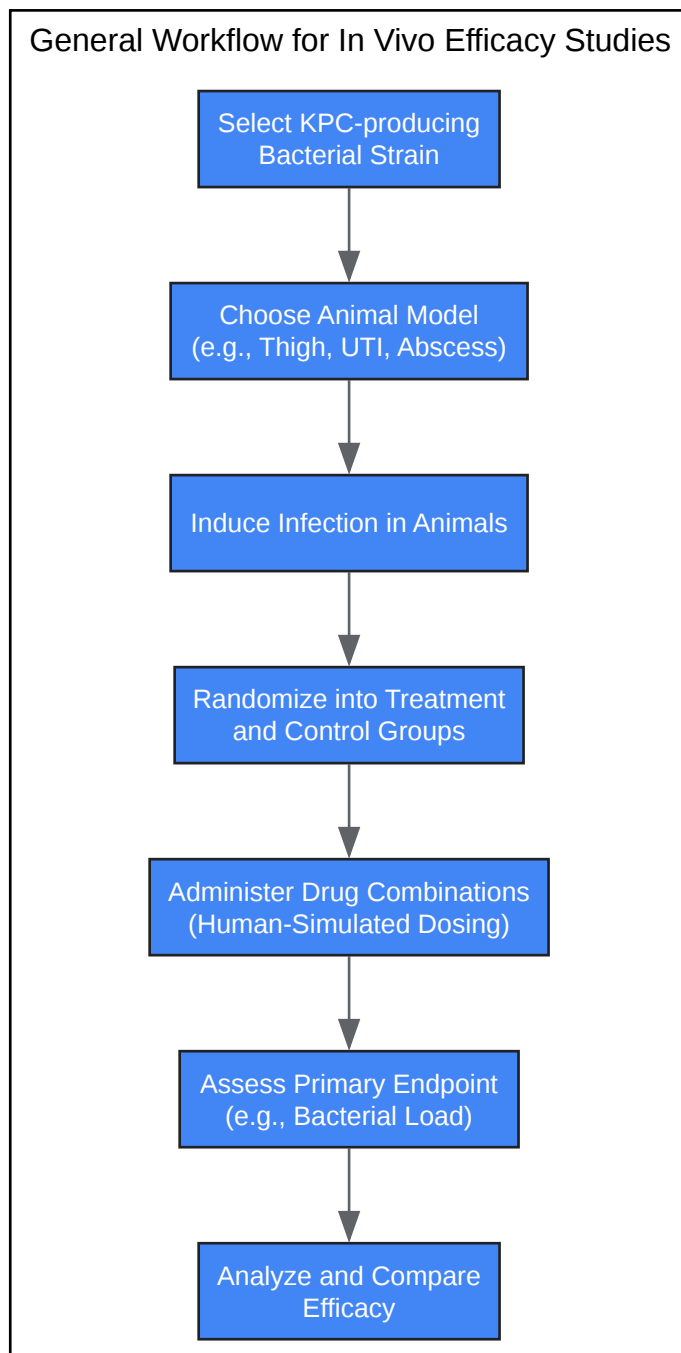 General Workflow for In Vivo Efficacy Studies
Select KPC-producing
Bacterial Strain
Choose Animal Model
(e.g., Thigh, UTI, Abscess)
Induce Infection in Animals
Randomize into Treatment
and Control Groups
Administer Drug Combinations
(Human-Simulated Dosing)
Assess Primary Endpoint
(e.g., Bacterial Load)
Analyze and Compare
Efficacy